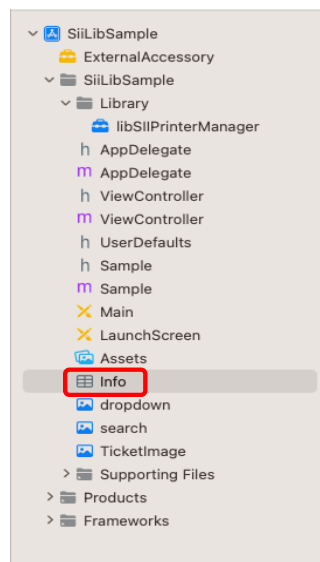 SiiLibSample
ExternalAccessory
SiiLibSample
Library
libSIIPrinterManager
h AppDelegate
m AppDelegate
h ViewController
m ViewController
h UserDefaults
h Sample
m Sample
Main
LaunchScreen
Assets
Info
dropdown
search
TicketImage
Supporting Files
Products
Frameworks